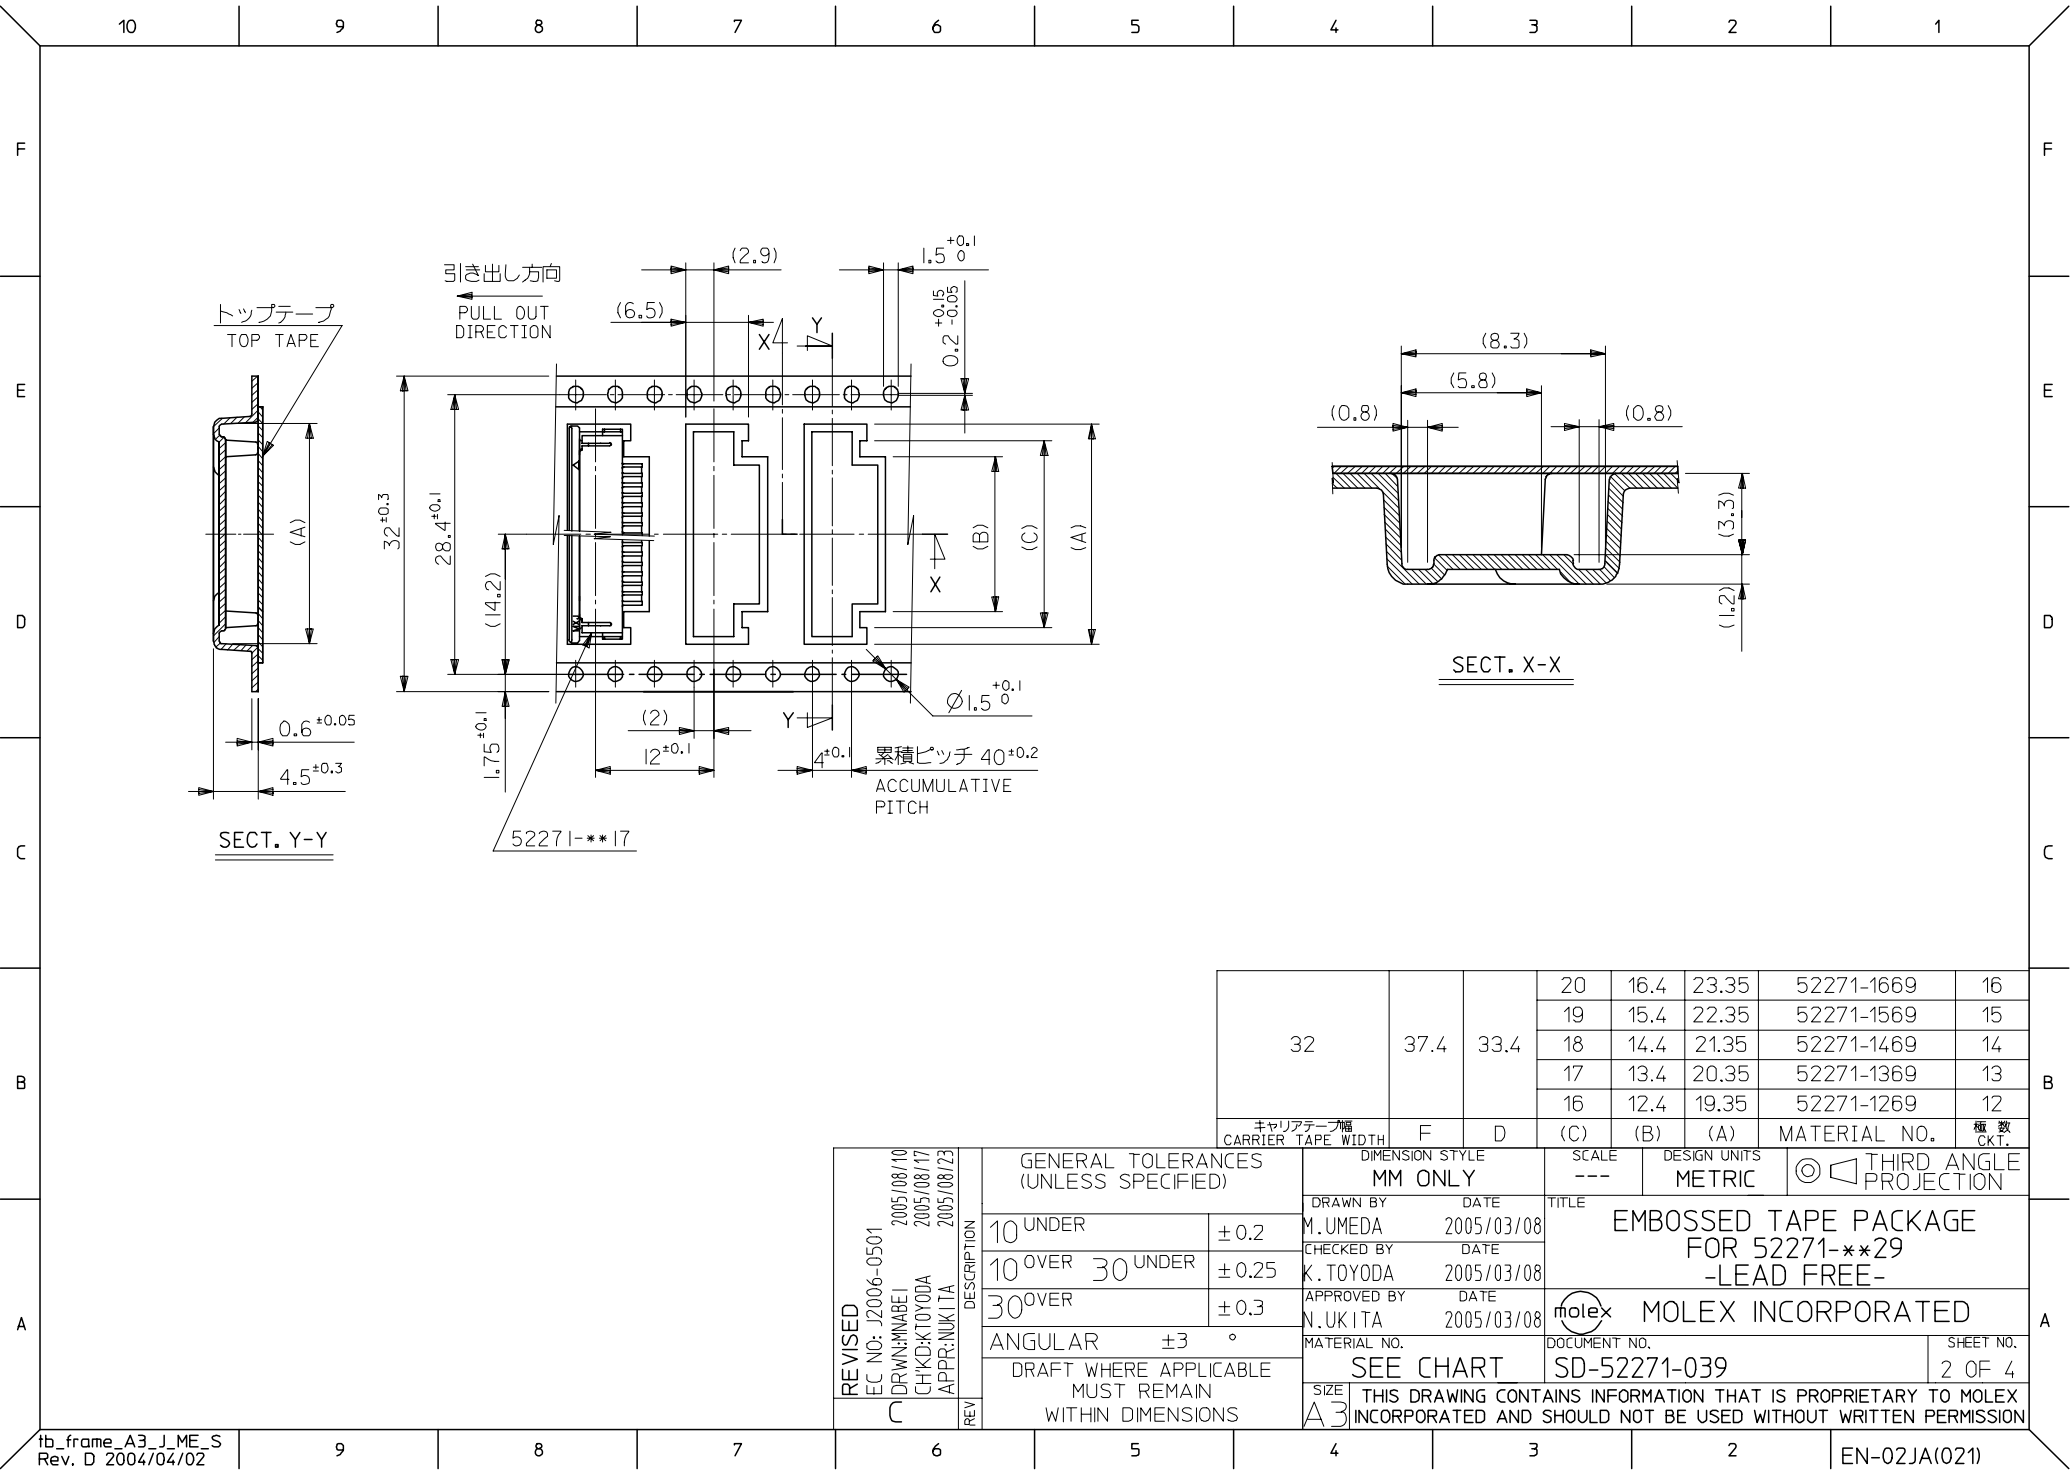 10 9 8 7 6 5 4 3 2 1
F F
E E
D D
C C
B B
A A
トップテープ
TOP TAPE
引き出し方向
PULL OUT
DIRECTION
(2.9)
1.5 +0.1 0
(6.5)
X
Y
0.2 +0.15 -0.05
(A)
32±0.3
28.4±0.1
(14.2)
1.75±0.1
(B)
(C)
(A)
X
(2)
Y
Ø1.5 +0.1 0
12±0.1
4±0.1
累積ピッチ 40±0.2
ACCUMULATIVE
PITCH
52271-**17
0.6±0.05
4.5±0.3
SECT. Y-Y
(8.3)
(5.8)
(0.8)
(0.8)
(3.3)
(1.2)
SECT. X-X
20 16.4 23.35 52271-1669 16
19 15.4 22.35 52271-1569 15
32 37.4 33.4 18 14.4 21.35 52271-1469 14
17 13.4 20.35 52271-1369 13
16 12.4 19.35 52271-1269 12
キャリアテープ幅
CARRIER TAPE WIDTH F D (C) (B) (A) MATERIAL NO. 極数
CKT.
REVISED
EC NO: J2006-0501
DRWN:MNABEI 2005/08/10
CH'KD:KTOYODA 2005/08/17
APPR:NUKITA 2005/08/23
DESCRIPTION
C
REV
GENERAL TOLERANCES
(UNLESS SPECIFIED)
10 UNDER ±0.2
10 OVER 30 UNDER ±0.25
30 OVER ±0.3
ANGULAR ±3 °
DRAFT WHERE APPLICABLE
MUST REMAIN
WITHIN DIMENSIONS
DIMENSION STYLE
MM ONLY
SCALE
---
DESIGN UNITS
METRIC
THIRD ANGLE
PROJECTION
DRAWN BY DATE
M.UMEDA 2005/03/08
CHECKED BY DATE
K.TOYODA 2005/03/08
APPROVED BY DATE
N.UKITA 2005/03/08
TITLE
EMBOSSED TAPE PACKAGE
FOR 52271-**29
-LEAD FREE-
molex MOLEX INCORPORATED
MATERIAL NO.
SEE CHART
DOCUMENT NO.
SD-52271-039
SHEET NO.
2 OF 4
SIZE
A3
THIS DRAWING CONTAINS INFORMATION THAT IS PROPRIETARY TO MOLEX
INCORPORATED AND SHOULD NOT BE USED WITHOUT WRITTEN PERMISSION
tb_frame_A3_J_ME_S
Rev. D 2004/04/02
9 8 7 6 5 4 3 2
EN-02JA(021)